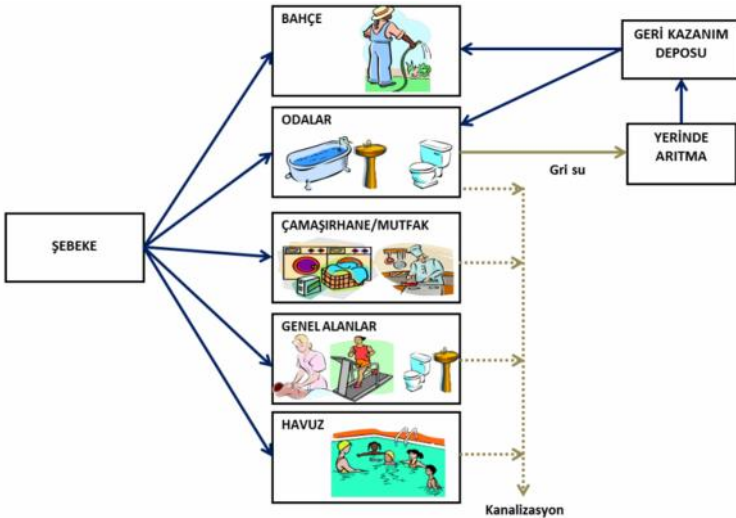 BAHÇE
GERİ KAZANIM
DEPOSU
ODALAR
YERİNDE
ARITMA
Gri su
ŞEBEKE
ÇAMAŞIRHANE/MUTFAK
GENEL ALANLAR
HAVUZ
Kanalizasyon